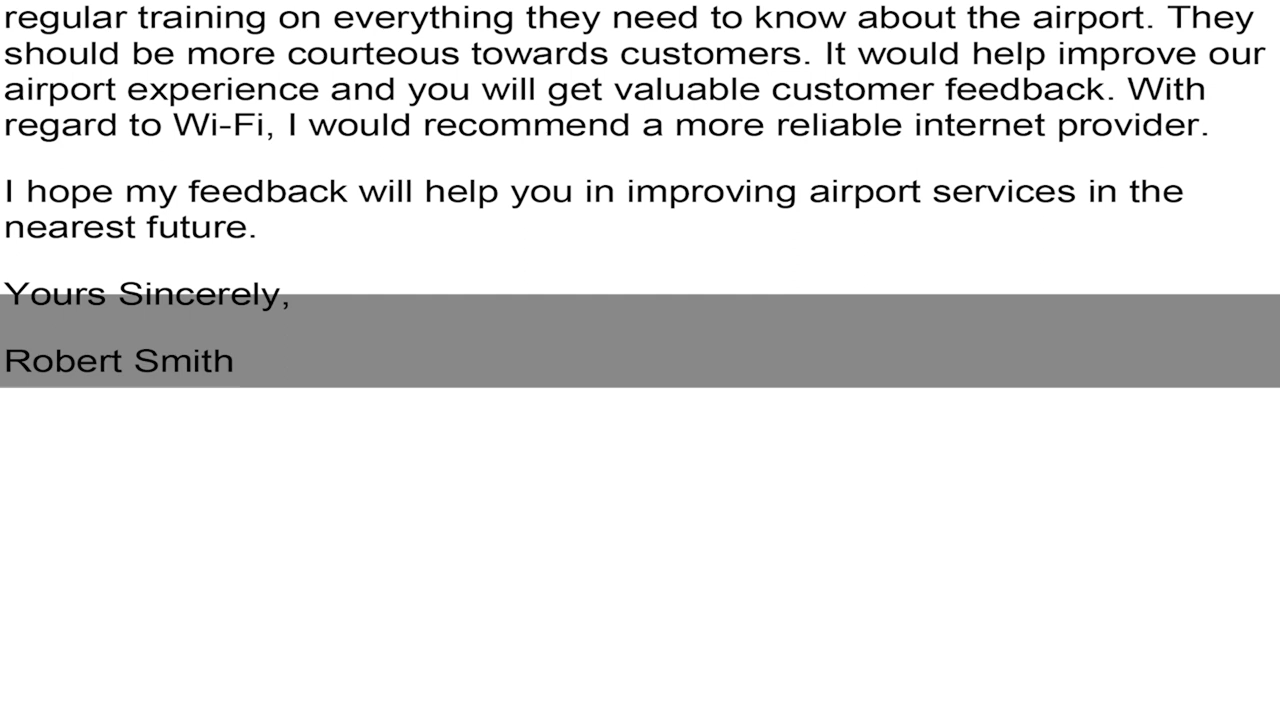 regular training on everything they need to know about the airport. They
should be more courteous towards customers. It would help improve our
airport experience and you will get valuable customer feedback. With
regard to Wi-Fi, I would recommend a more reliable internet provider.
I hope my feedback will help you in improving airport services in the
nearest future.
Yours Sincerely,
Robert Smith